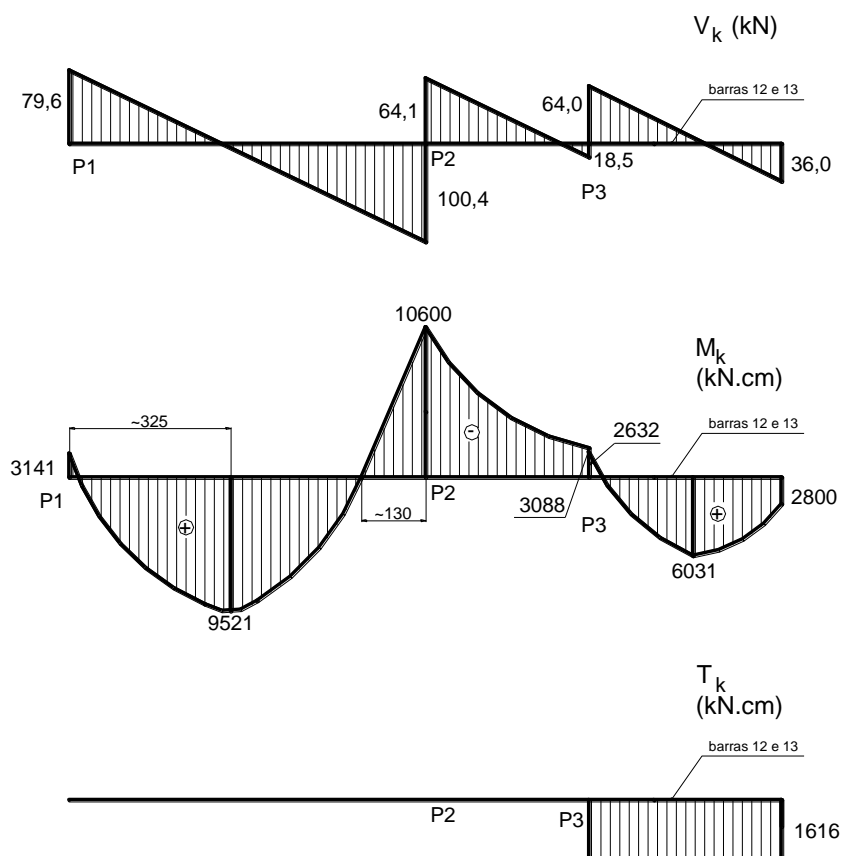 V k (kN)
79,6
64,1
64,0
barras 12 e 13
P1
P2
18,5
36,0
P3
100,4
10600
M k
(kN.cm)
~325
2632
barras 12 e 13
-
3141
P1
P2
2800
3088
~130
P3
+
+
6031
9521
T k
(kN.cm)
barras 12 e 13
P2
P3
1616